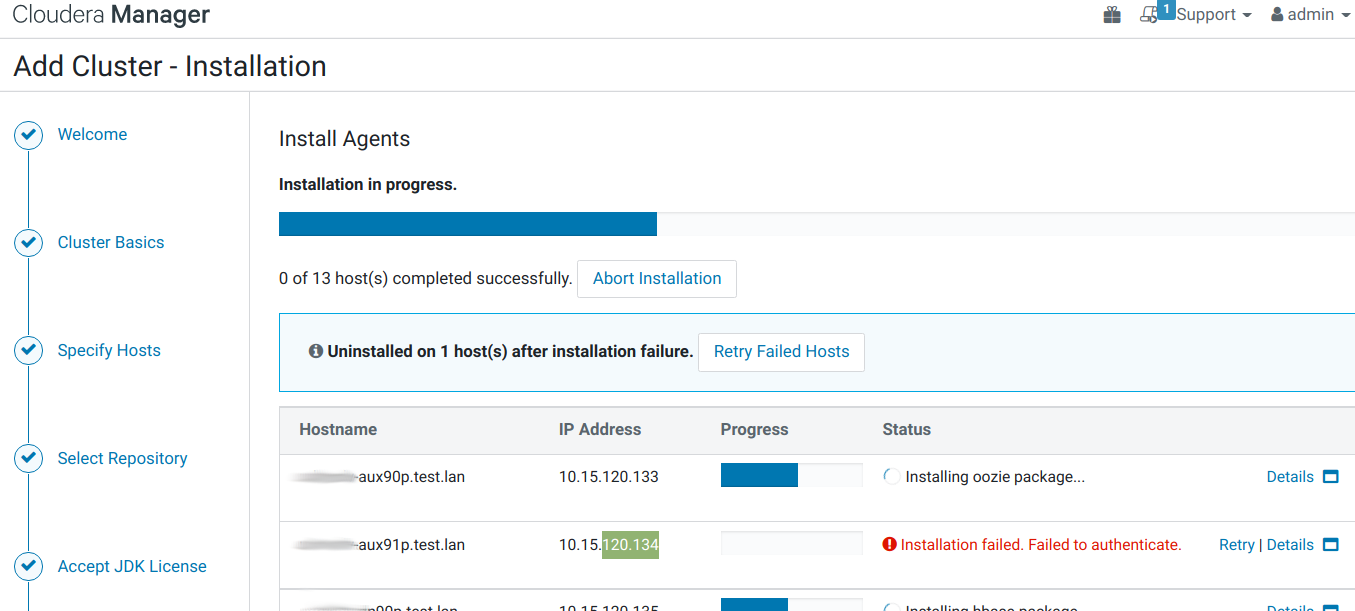 Cloudera Manager
1 Support admin
Add Cluster - Installation
Welcome
Cluster Basics
Specify Hosts
Select Repository
Accept JDK License
Install Agents
Installation in progress.
0 of 13 host(s) completed successfully. Abort Installation
Uninstalled on 1 host(s) after installation failure. Retry Failed Hosts
Hostname IP Address Progress Status
-aux90p.test.lan 10.15.120.133 Installing oozie package... Details
-aux91p.test.lan 10.15.120.134 Installation failed. Failed to authenticate. Retry | Details
n90p.test.lan 10.15.120.135 Installing hbase package... Details